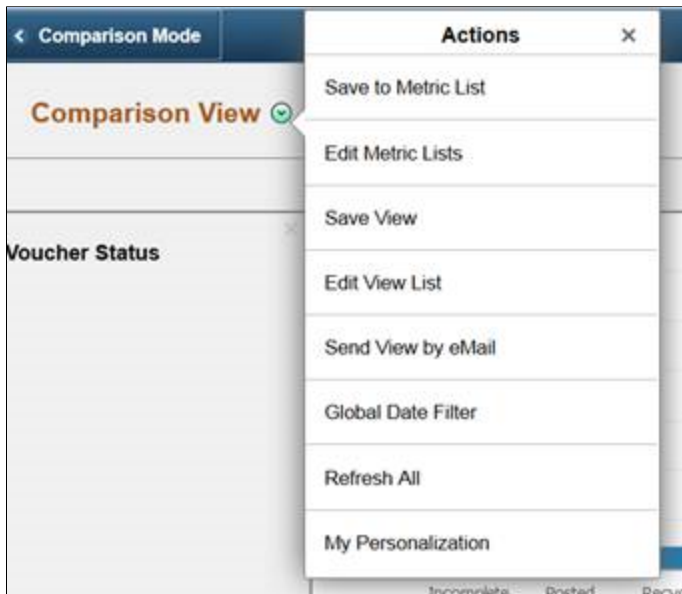 Comparison Mode
Actions
Comparison View
Save to Metric List
Edit Metric Lists
Save View
Edit View List
Send View by eMail
Global Date Filter
Refresh All
My Personalization
Voucher Status
Incomplete Posted